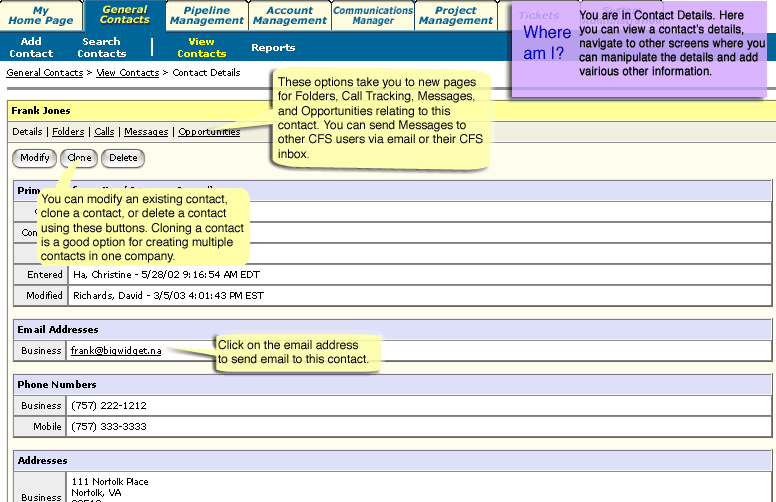 My Home Page
General Contacts
Pipeline Management
Account Management
Communications Manager
Project Management
Tickets
Where am I?
You are in Contact Details. Here
you can view a contact's details,
navigate to other screens where you
can manipulate the details and add
vairious other information.
Add Contact
Search Contacts
View Contacts
Reports
General Contacts > View Contacts > Contact Details
These options take you to new pages
for Folders, Call Tracking, Messages,
and Opportunities relating to this
contact. You can send Messages to
other CFS users via email or their CFS
inbox.
Frank Jones
Details | Folders | Calls | Messages | Opportunities
Modify Clone Delete
You can modify an existing contact,
clone a contact, or delete a contact
using these buttons. Cloning a contact
is a good option for creating multiple
contacts in one company.
Entered Ha, Christine - 5/28/02 9:16:54 AM EDT
Modified Richards, David - 3/5/03 4:01:43 PM EST
Email Addresses
Business frank@bigwidget.na
Click on the email address
to send email to this contact.
Phone Numbers
Business (757) 222-1212
Mobile (757) 333-3333
Addresses
Business
111 Norfolk Place
Norfolk, VA